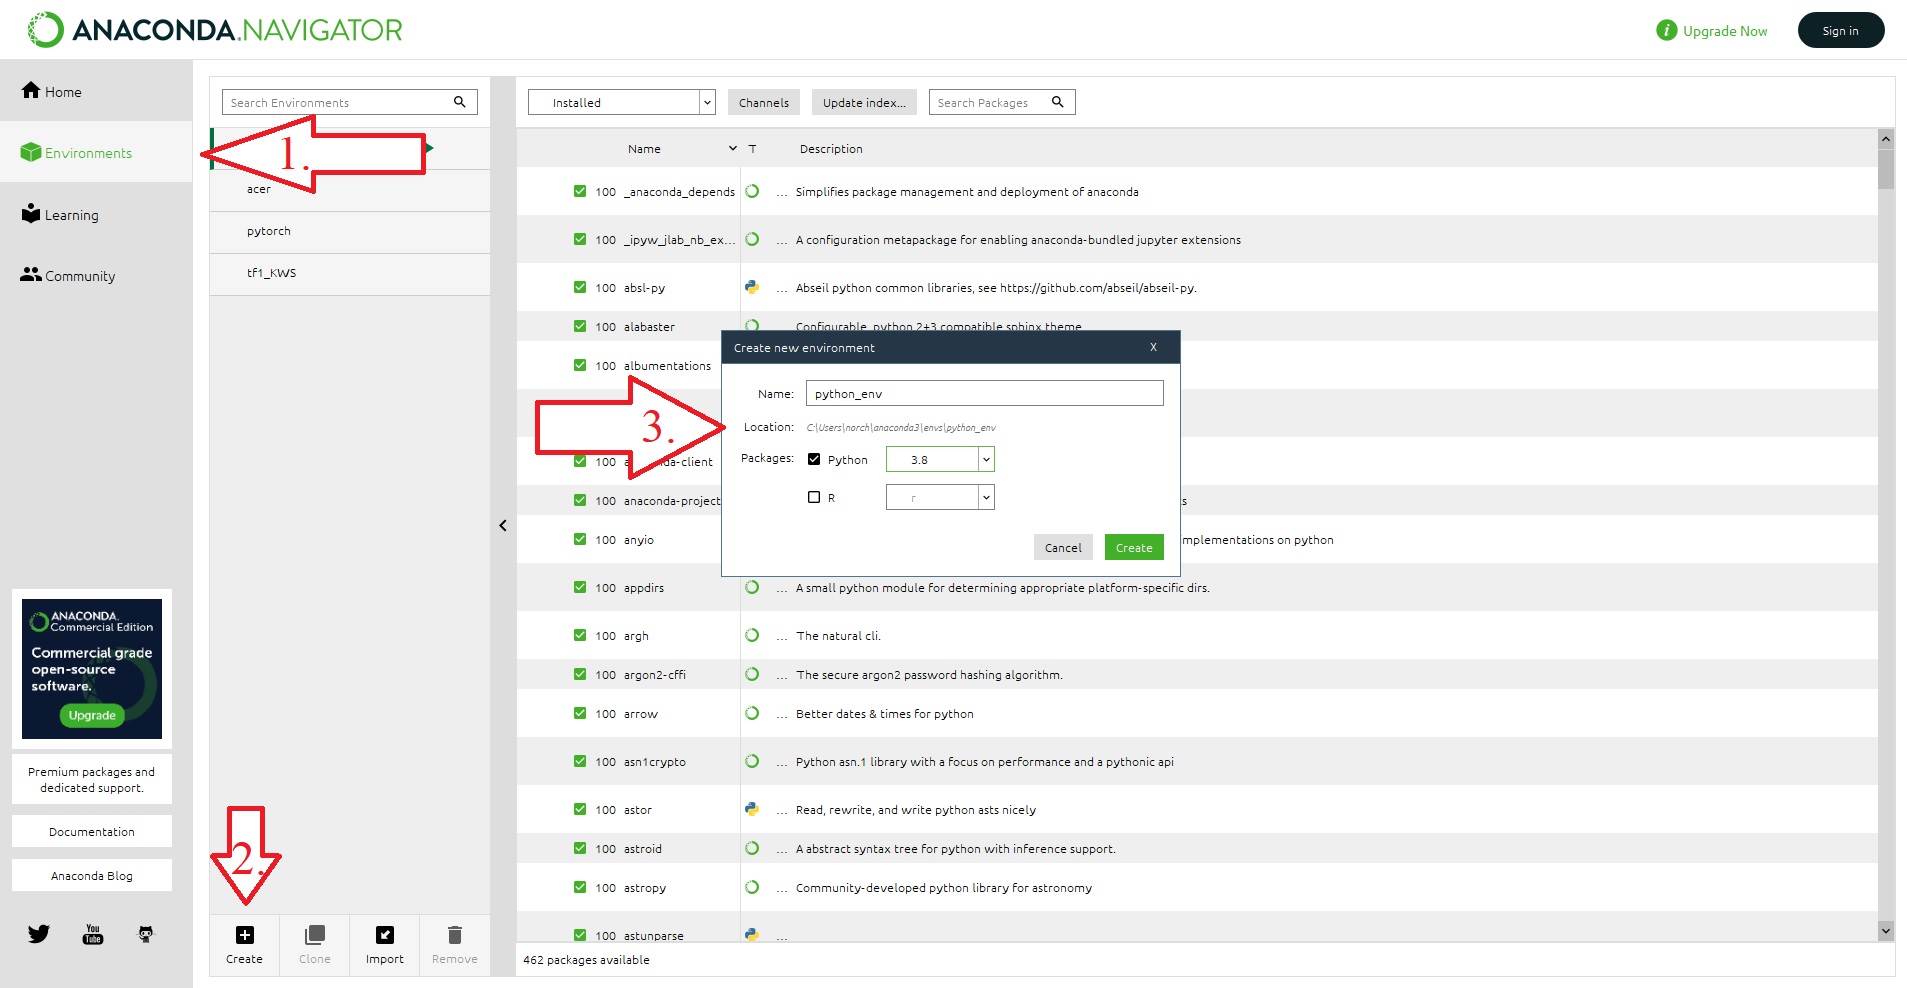 ANACONDA.NAVIGATOR
Upgrade Now
Sign in
Home
Environments
Learning
Community
ANACONDA.
Commercial Edition
Commercial grade
open-source
software.
Upgrade
Premium packages and
dedicated support.
Documentation
Anaconda Blog
You
Tube
Search Environments
1.
acer
pytorch
tf1_KWS
2.
Create
Clone
Import
Remove
Installed
Channels
Update index...
Search Packages
Name T Description
100 _anaconda_depends ... Simplifies package management and deployment of anaconda
100 _ipyw_jlab_nb_ex... ... A configuration metapackage for enabling anaconda-bundled jupyter extensions
100 absl-py ... Abseil python common libraries, see https://github.com/abseil/abseil-py.
100 alabaster ... Configurable, python 2+3 compatible sphinx theme
100 albumentations
100 a da-client
100 anaconda-project s
100 anyio mplementations on python
100 appdirs ... A small python module for determining appropriate platform-specific dirs.
100 argh ... The natural cli.
100 argon2-cffi ... The secure argon2 password hashing algorithm.
100 arrow ... Better dates & times for python
100 asn1crypto ... Python asn.1 library with a focus on performance and a pythonic api
100 astor ... Read, rewrite, and write python asts nicely
100 astroid ... A abstract syntax tree for python with inference support.
100 astropy ... Community-developed python library for astronomy
100 astunparse ...
462 packages available
3.
Create new environment X
Name: python_env
Location: C:\Users\norch\anaconda3\envs\python_env
Packages: Python 3.8
R r
Cancel Create